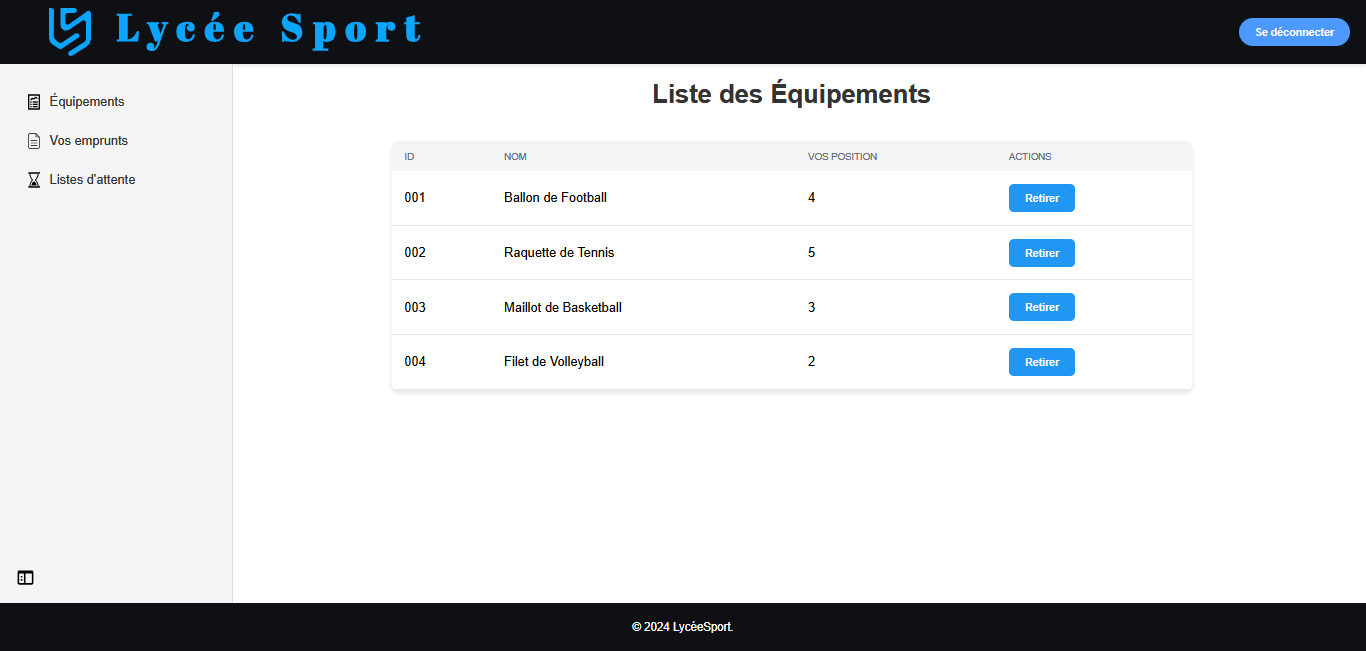 Lycée Sport
Se déconnecter
Équipements
Vos emprunts
Listes d'attente
Liste des Équipements
ID NOM VOS POSITION ACTIONS
001 Ballon de Football 4 Retirer
002 Raquette de Tennis 5 Retirer
003 Maillot de Basketball 3 Retirer
004 Filet de Volleyball 2 Retirer
© 2024 LycéeSport.